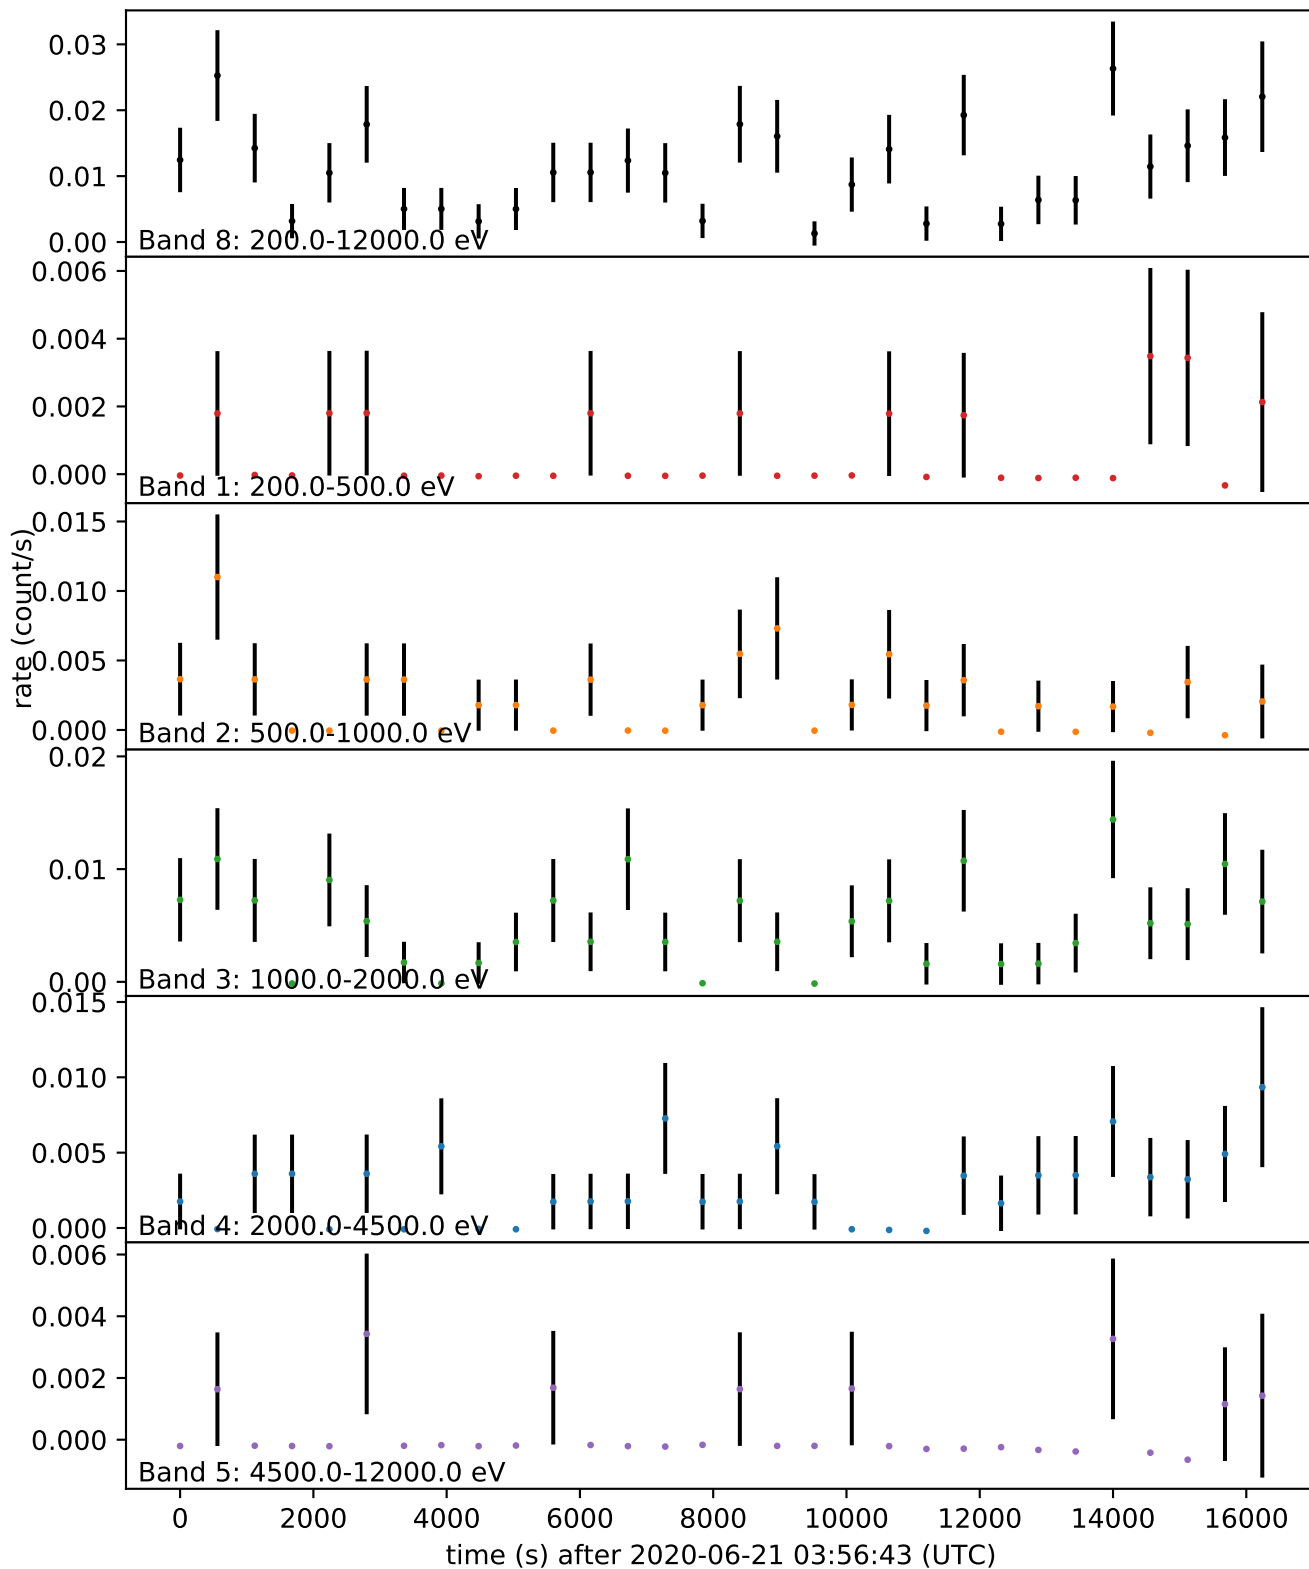 0.03
0.02
0.01
0.00
Band 8: 200.0-12000.0 eV
0.006
0.004
0.002
0.000
Band 1: 200.0-500.0 eV
rate (count/s)
0.015
0.010
0.005
0.000
Band 2: 500.0-1000.0 eV
0.02
0.01
0.00
Band 3: 1000.0-2000.0 eV
0.015
0.010
0.005
0.000
Band 4: 2000.0-4500.0 eV
0.006
0.004
0.002
0.000
Band 5: 4500.0-12000.0 eV
0 2000 4000 6000 8000 10000 12000 14000 16000
time (s) after 2020-06-21 03:56:43 (UTC)